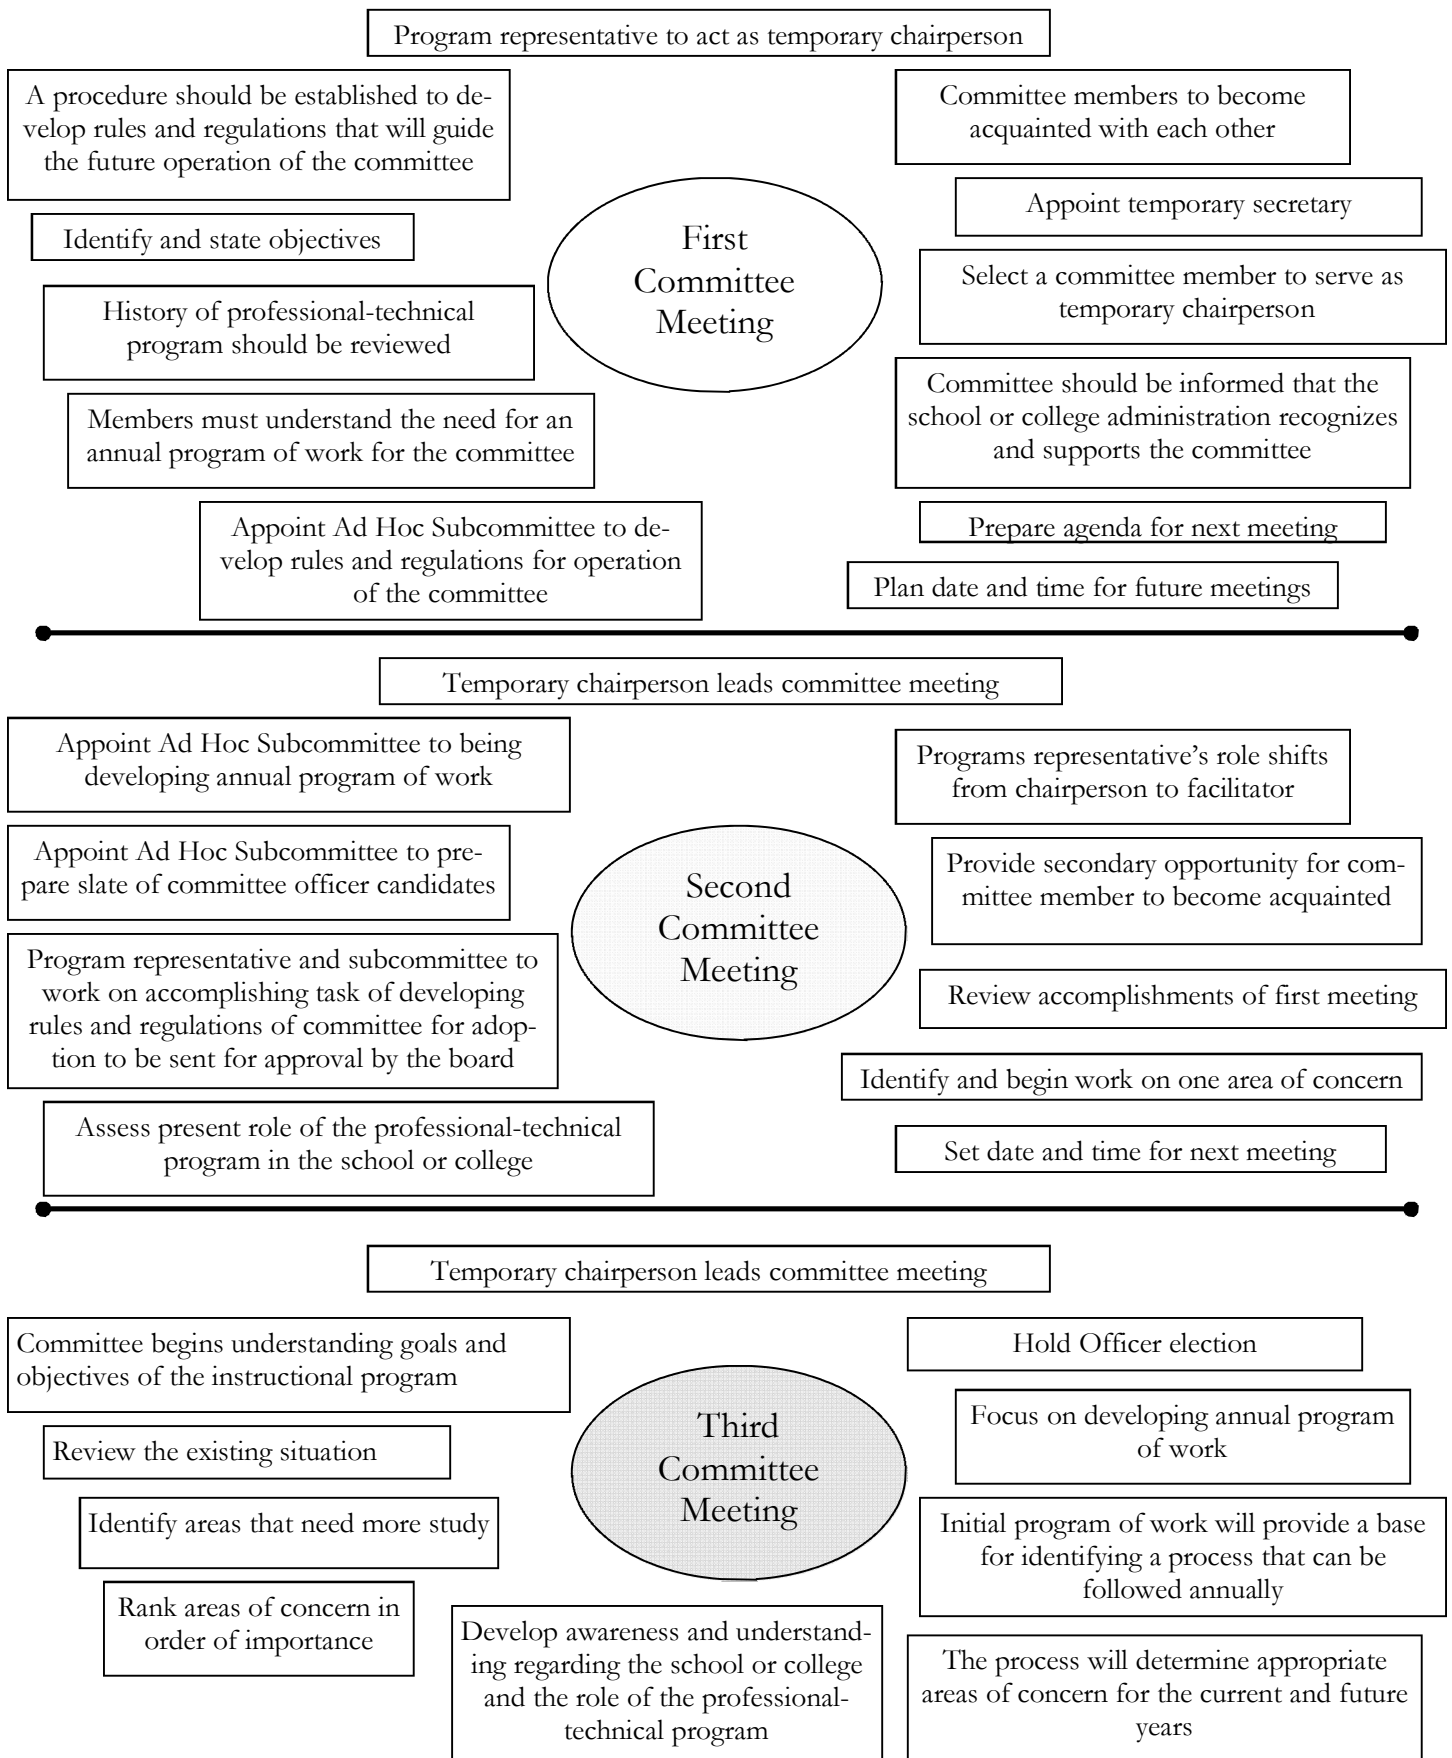 Program representative to act as temporary chairperson
A procedure should be established to de-
velop rules and regulations that will guide
the future operation of the committee
Identify and state objectives
History of professional-technical
program should be reviewed
Members must understand the need for an
annual program of work for the committee
Appoint Ad Hoc Subcommittee to de-
velop rules and regulations for operation
of the committee
First
Committee
Meeting
Committee members to become
acquainted with each other
Appoint temporary secretary
Select a committee member to serve as
temporary chairperson
Committee should be informed that the
school or college administration recognizes
and supports the committee
Prepare agenda for next meeting
Plan date and time for future meetings
Temporary chairperson leads committee meeting
Appoint Ad Hoc Subcommittee to being
developing annual program of work
Appoint Ad Hoc Subcommittee to pre-
pare slate of committee officer candidates
Program representative and subcommittee to
work on accomplishing task of developing
rules and regulations of committee for adop-
tion to be sent for approval by the board
Assess present role of the professional-technical
program in the school or college
Second
Committee
Meeting
Programs representative’s role shifts
from chairperson to facilitator
Provide secondary opportunity for com-
mittee member to become acquainted
Review accomplishments of first meeting
Identify and begin work on one area of concern
Set date and time for next meeting
Temporary chairperson leads committee meeting
Committee begins understanding goals and
objectives of the instructional program
Review the existing situation
Identify areas that need more study
Rank areas of concern in
order of importance
Third
Committee
Meeting
Develop awareness and understand-
ing regarding the school or college
and the role of the professional-
technical program
Hold Officer election
Focus on developing annual program
of work
Initial program of work will provide a base
for identifying a process that can be
followed annually
The process will determine appropriate
areas of concern for the current and future
years